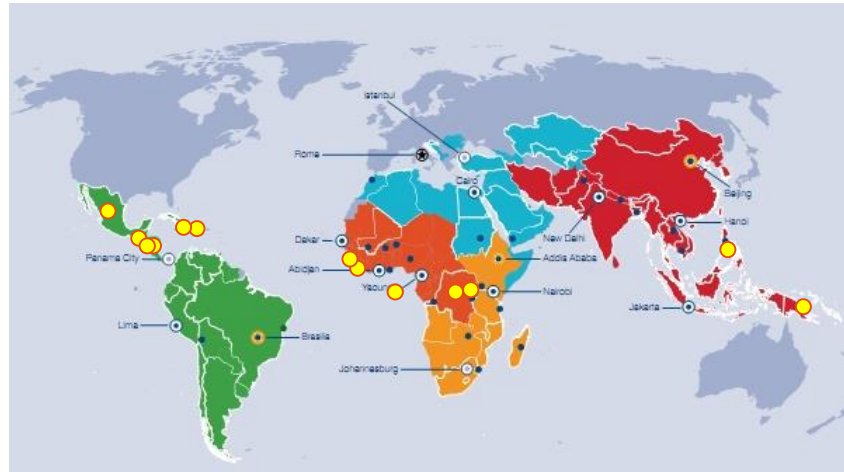 Istanbul
Rome
Cairo
Beijing
Hanoi
New Delhi
Dakar
Addis Ababa
Abidjan
Panama City
Nairobi
Jakarta
Lima
Brasilia
Johannesburg